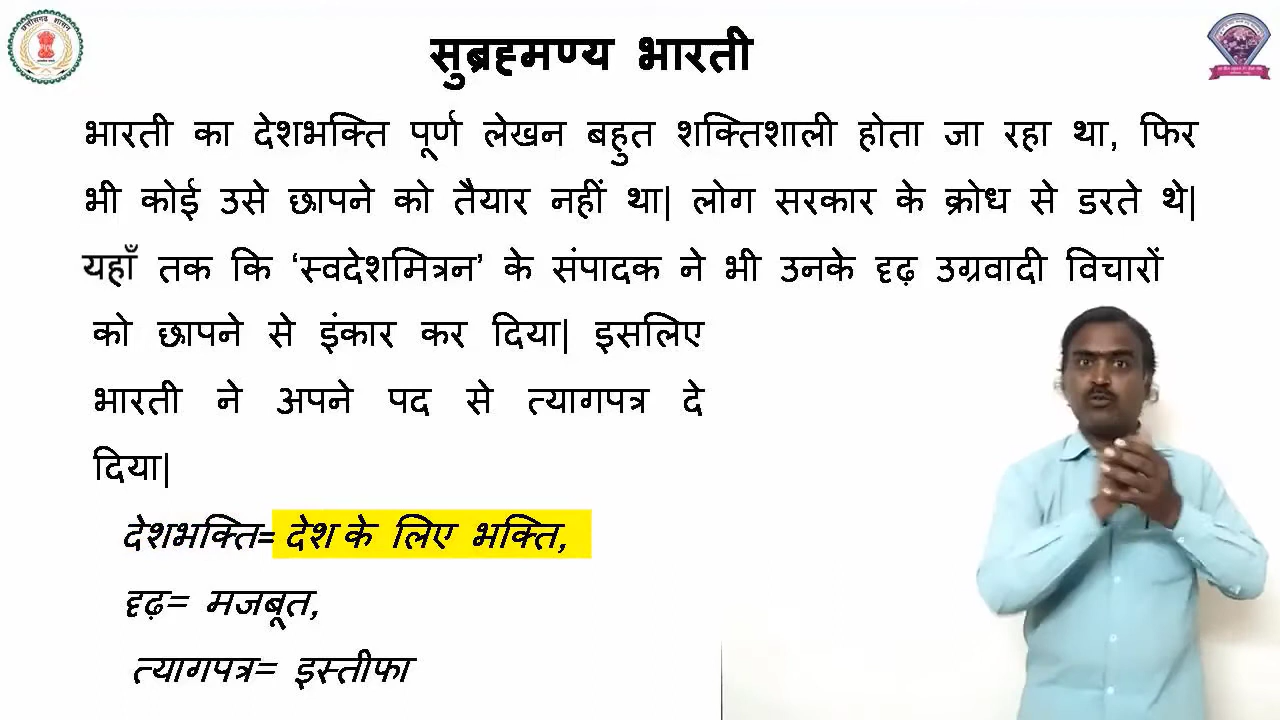 सुब्रह्मण्य भारती
भारती का देशभक्ति पूर्ण लेखन बहुत शक्तिशाली होता जा रहा था, फिर
भी कोई उसे छापने को तैयार नहीं था| लोग सरकार के क्रोध से डरते थे|
यहाँ तक कि ‘स्वदेशमित्रन’ के संपादक ने भी उनके दृढ़ उग्रवादी विचारों
को छापने से इंकार कर दिया| इसलिए
भारती ने अपने पद से त्यागपत्र दे
दिया|
देशभक्ति= देश के लिए भक्ति,
दृढ़= मजबूत,
त्यागपत्र= इस्तीफा